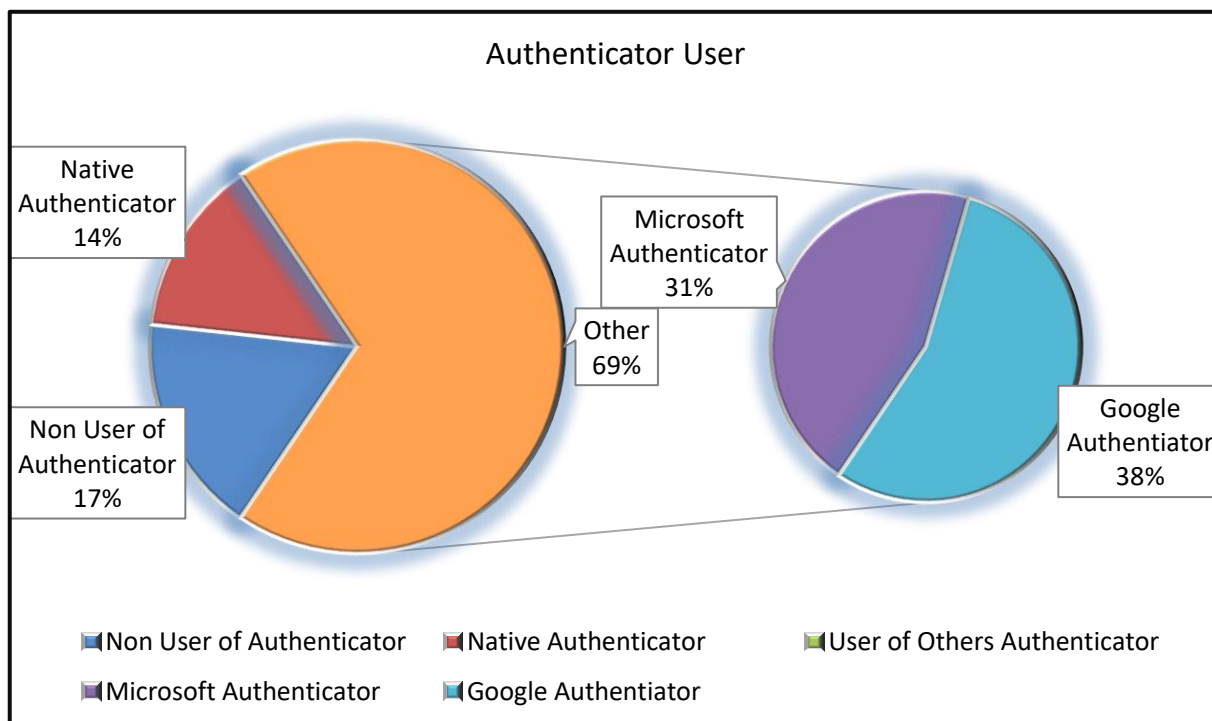 Authenticator User
Native
Authenticator
14%
Non User of
Authenticator
17%
Other
69%
Microsoft
Authenticator
31%
Google
Authentiator
38%
Non User of Authenticator
Native Authenticator
User of Others Authenticator
Microsoft Authenticator
Google Authentiator